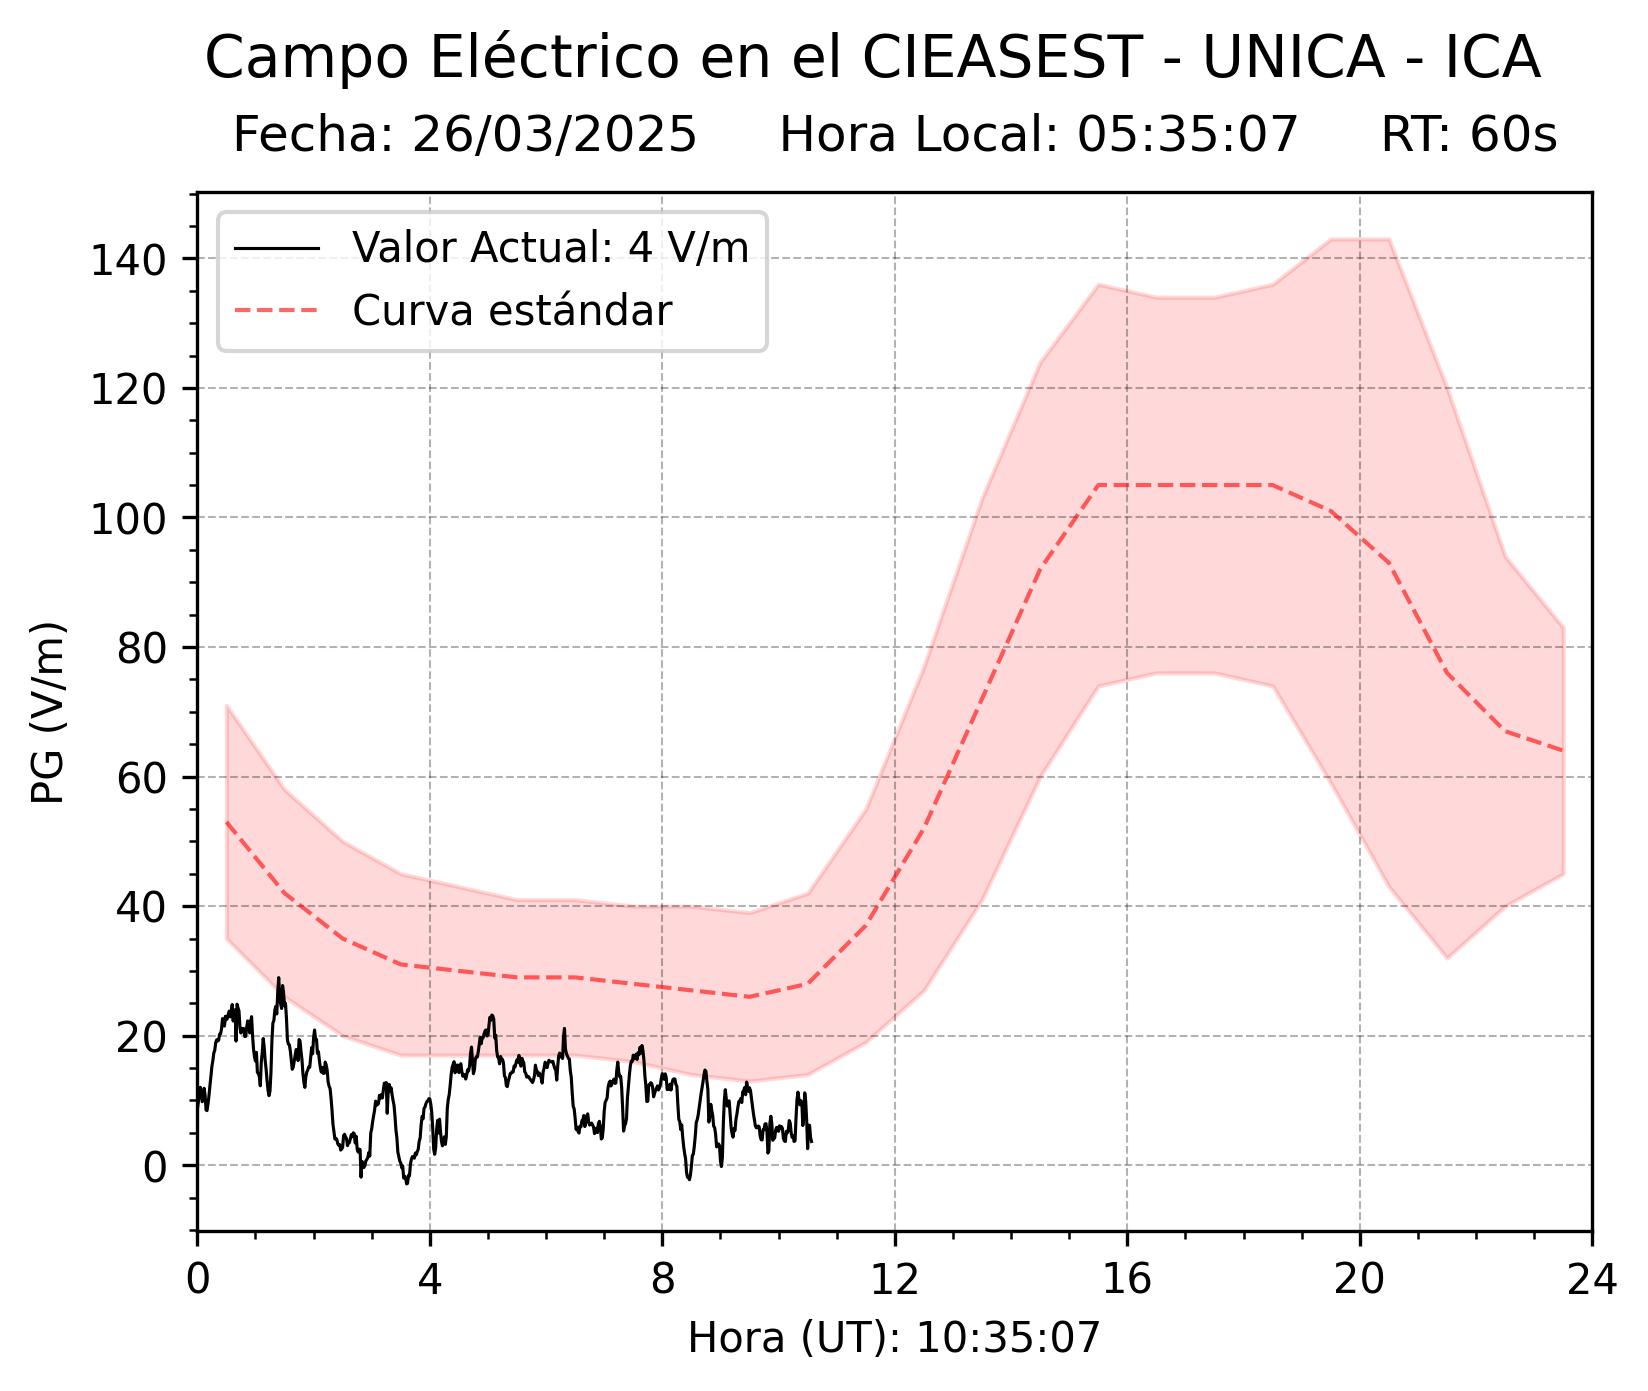 Campo Eléctrico en el CIEASEST - UNICA - ICA
Fecha: 26/03/2025 Hora Local: 05:35:07 RT: 60s
Valor Actual: 4 V/m
Curva estándar
140
120
100
80
60
40
20
0
PG (V/m)
0 4 8 12 16 20 24
Hora (UT): 10:35:07